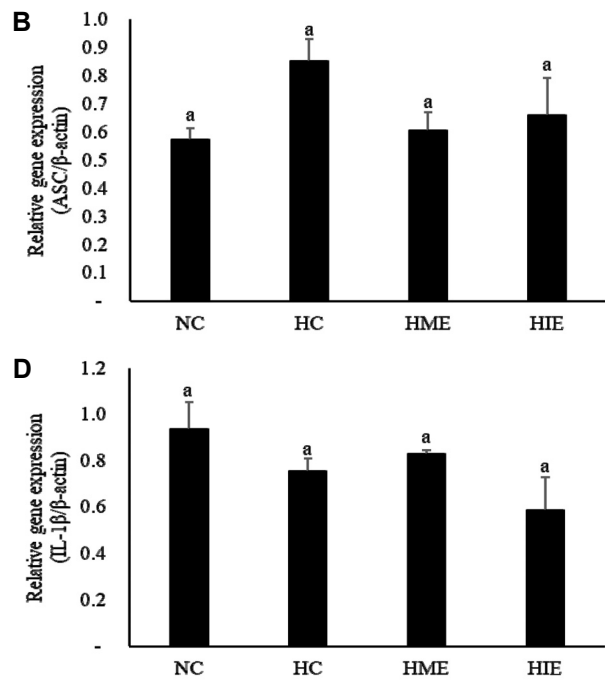 B
Relative gene expression
(ASC/β-actin)
1.0
0.9
0.8
0.7
0.6
0.5
0.4
0.3
0.2
0.1
-
a
a
a
a
NC HC HME HIE
D
Relative gene expression
(IL-1β/β-actin)
1.2
1.0
0.8
0.6
0.4
0.2
-
a
a
a
a
NC HC HME HIE